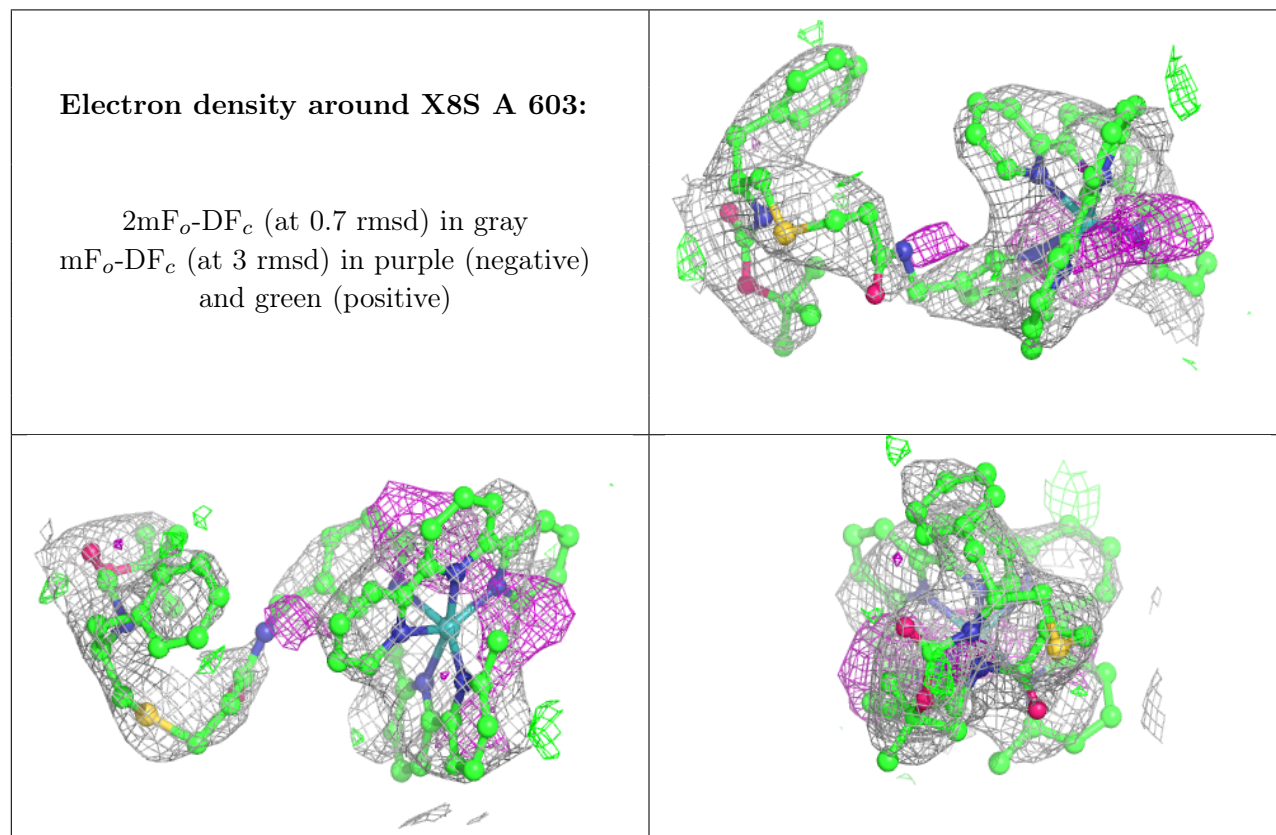 Electron density around X8S A 603:
2mFo-DFc (at 0.7 rmsd) in gray
mFo-DFc (at 3 rmsd) in purple (negative)
and green (positive)